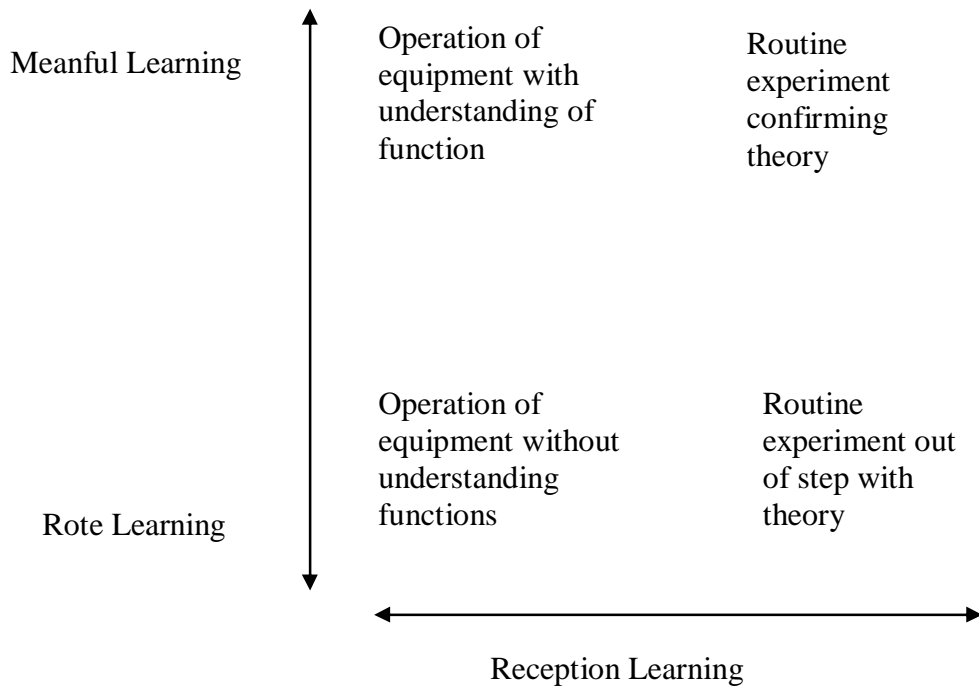 Meanful Learning
Operation of
equipment with
understanding of
function
Routine
experiment
confirming
theory
Rote Learning
Operation of
equipment without
understanding
functions
Routine
experiment out
of step with
theory
Reception Learning